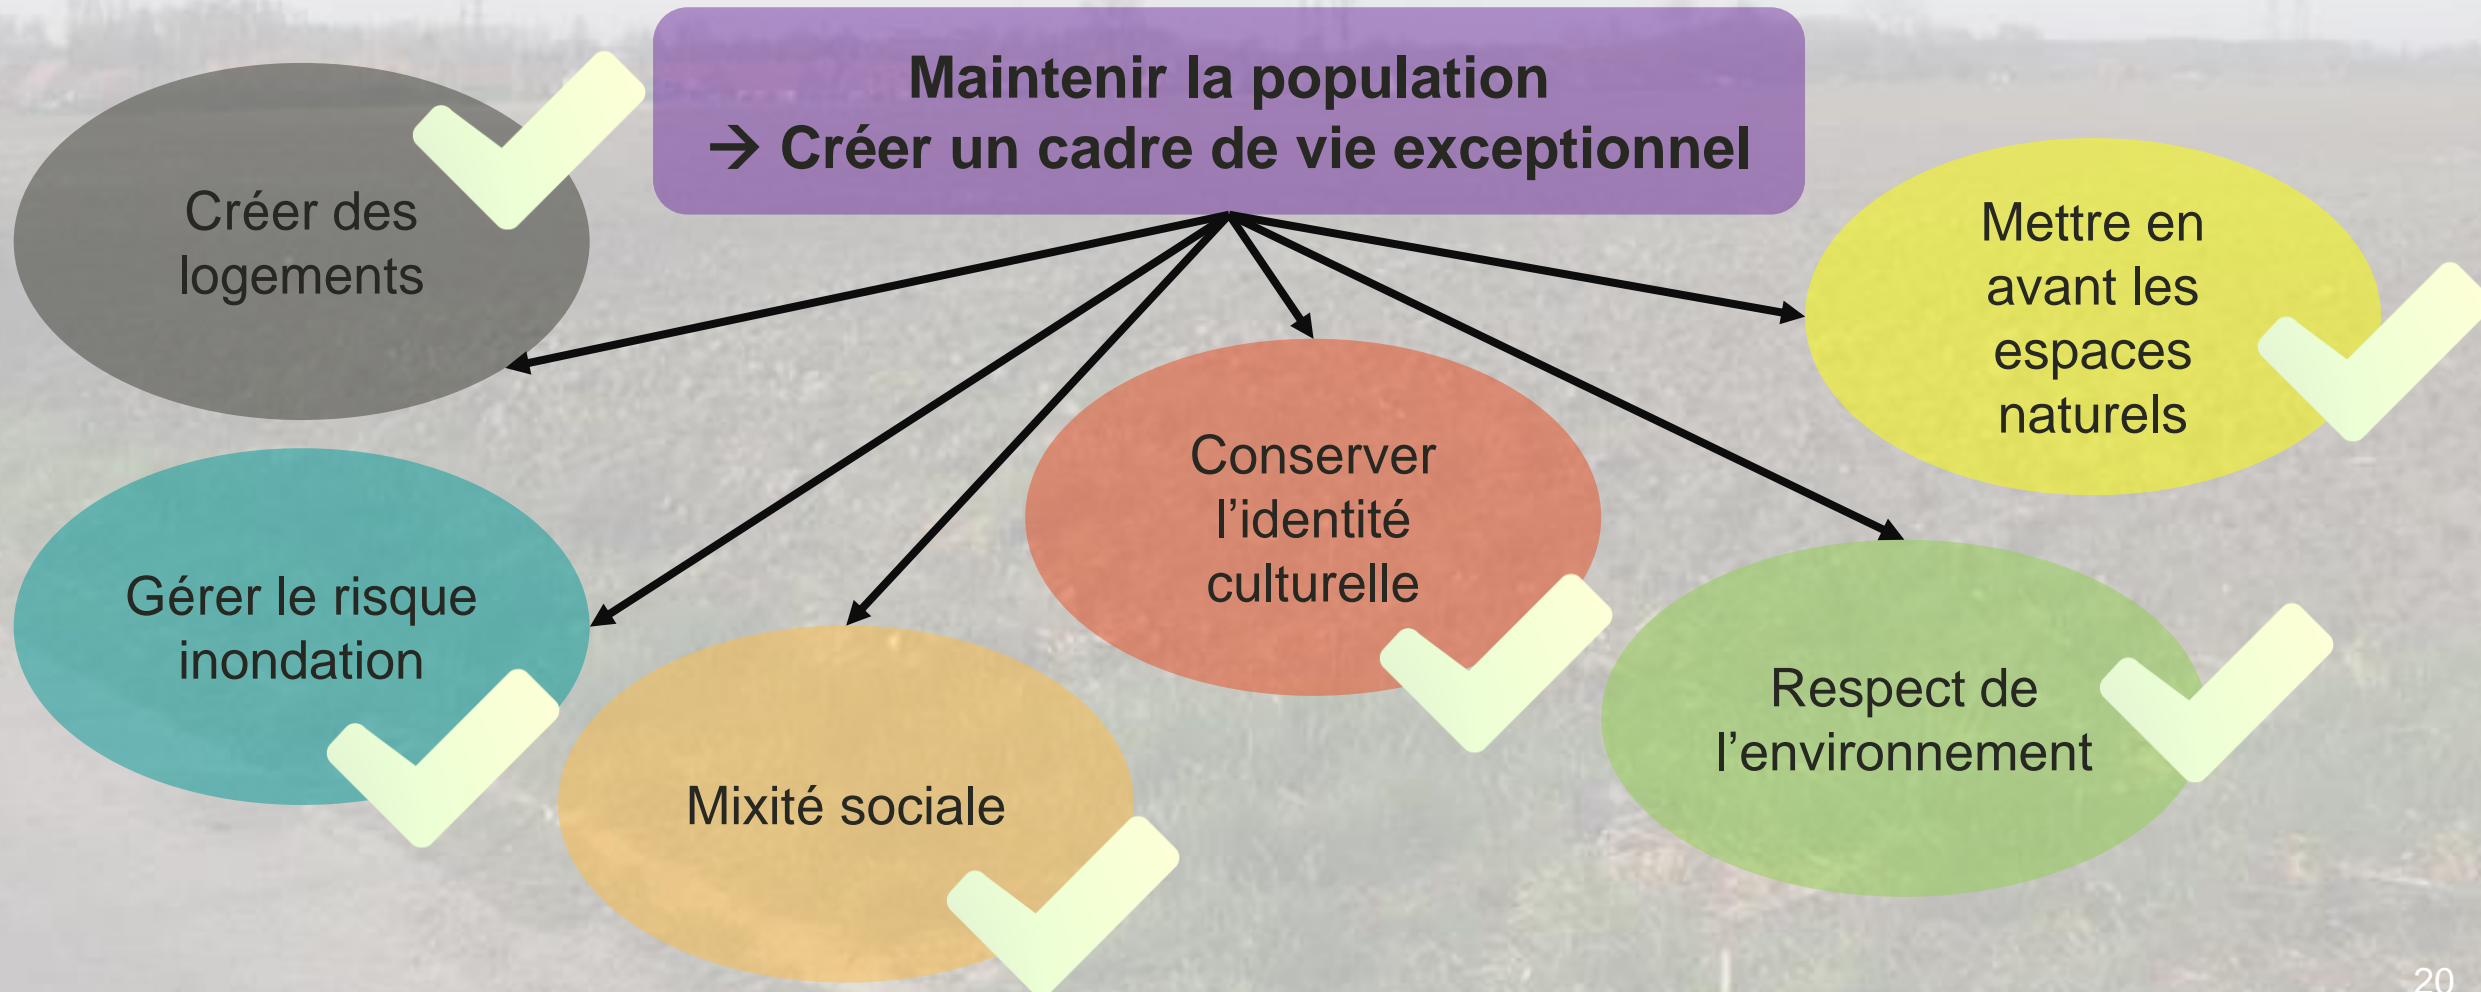 Maintenir la population
→ Créer un cadre de vie exceptionnel
Créer des
logements
Mettre en
avant les
espaces
naturels
Conserver
l’identité
culturelle
Gérer le risque
inondation
Respect de
l’environnement
Mixité sociale
20